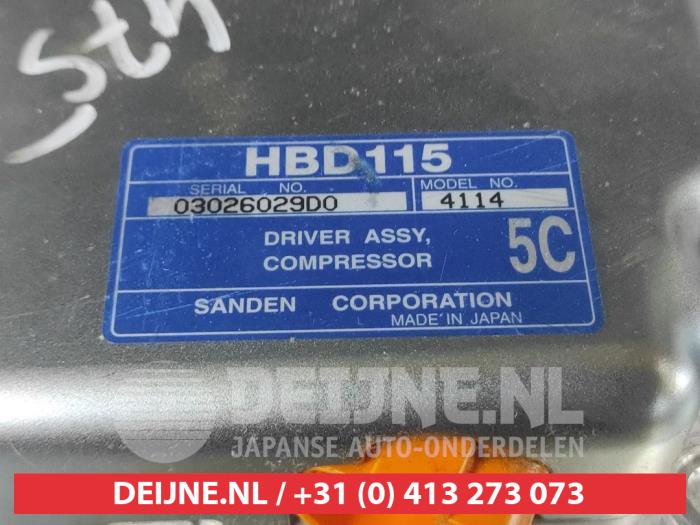 HBD115
SERIAL NO.
MODEL NO.
03026029D0
4114
DRIVER ASSY,
COMPRESSOR
5C
SANDEN CORPORATION
MADE IN JAPAN
DEIJNE.NL
JAPANSE AUTO-ONDERDELEN
DEIJNE.NL / +31 (0) 413 273 073